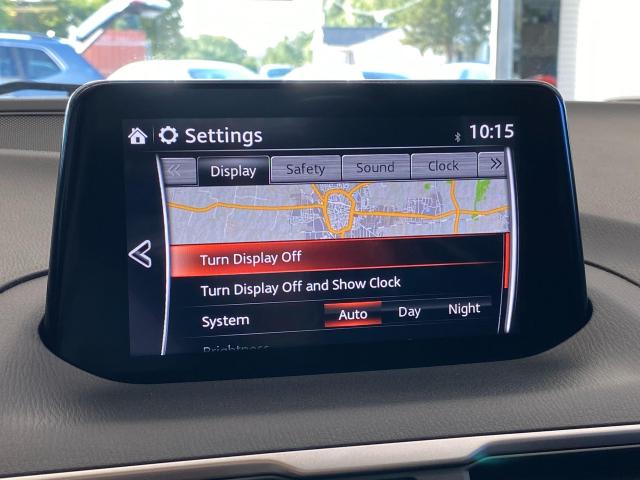 Settings 10:15
« Display Safety Sound Clock »
Turn Display Off
Turn Display Off and Show Clock
System Auto Day Night
Brightness